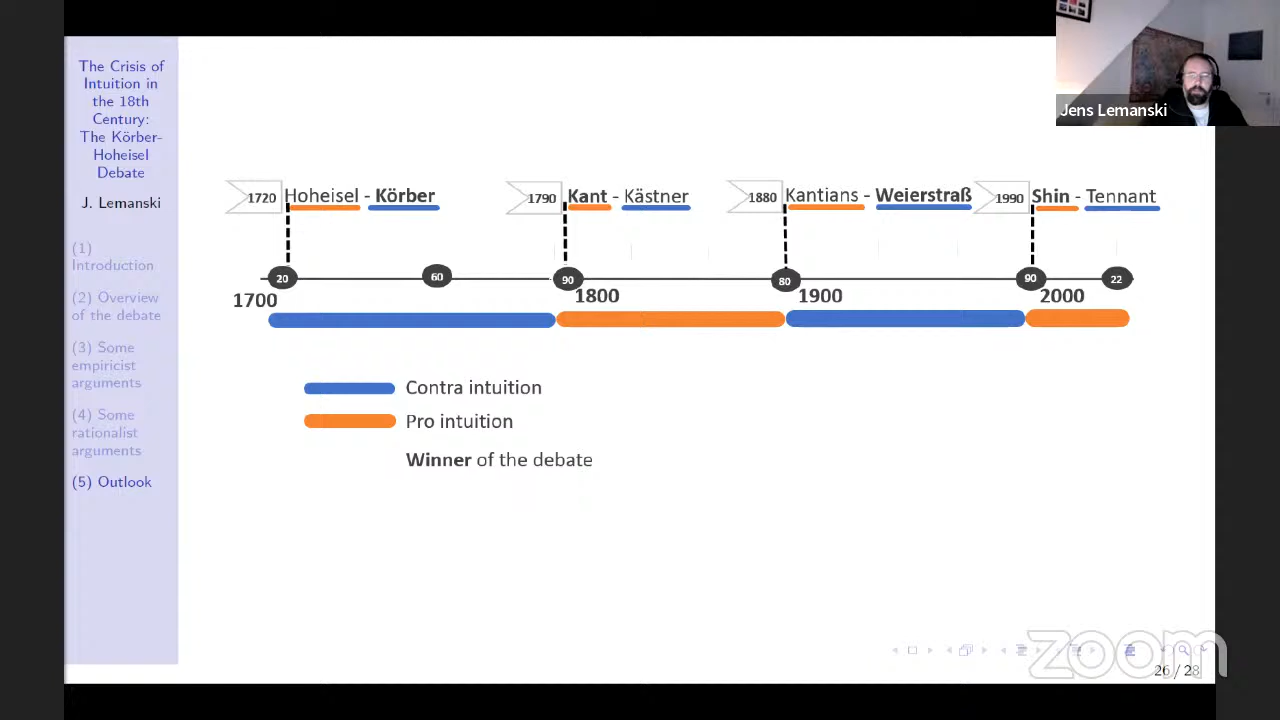 The Crisis of
Intuition in
the 18th
Century:
The Körber-
Hoheisel
Debate
J. Lemanski
(1)
Introduction
(2) Overview
of the debate
(3) Some
empiricist
arguments
(4) Some
rationalist
arguments
(5) Outlook
Jens Lemanski
1720 Hoheisel - Körber
1790 Kant - Kästner
1880 Kantians - Weierstraß
1990 Shin - Tennant
20 60 90 80 90 22
1700 1800 1900 2000
Contra intuition
Pro intuition
Winner of the debate
zoom
26 / 28